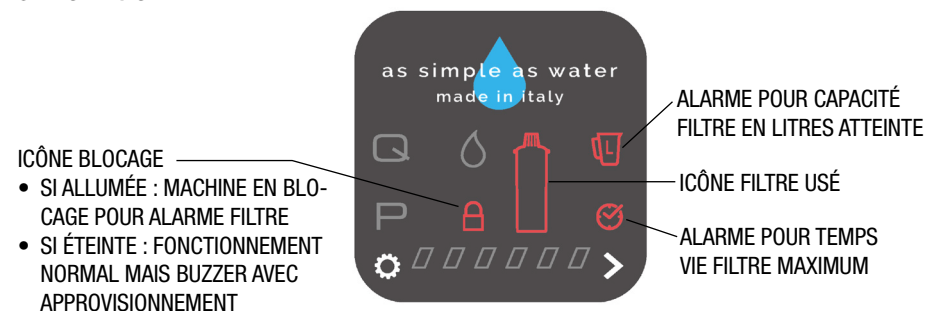 as simple as water
made in italy
ALARME POUR CAPACITÉ
FILTRE EN LITRES ATTEINTE
ICÔNE BLOCAGE
• SI ALLUMÉE : MACHINE EN BLO-
CAGE POUR ALARME FILTRE
• SI ÉTEINTE : FONCTIONNEMENT
NORMAL MAIS BUZZER AVEC
APPROVISIONNEMENT
ICÔNE FILTRE USÉ
ALARME POUR TEMPS
VIE FILTRE MAXIMUM
Q
L
P